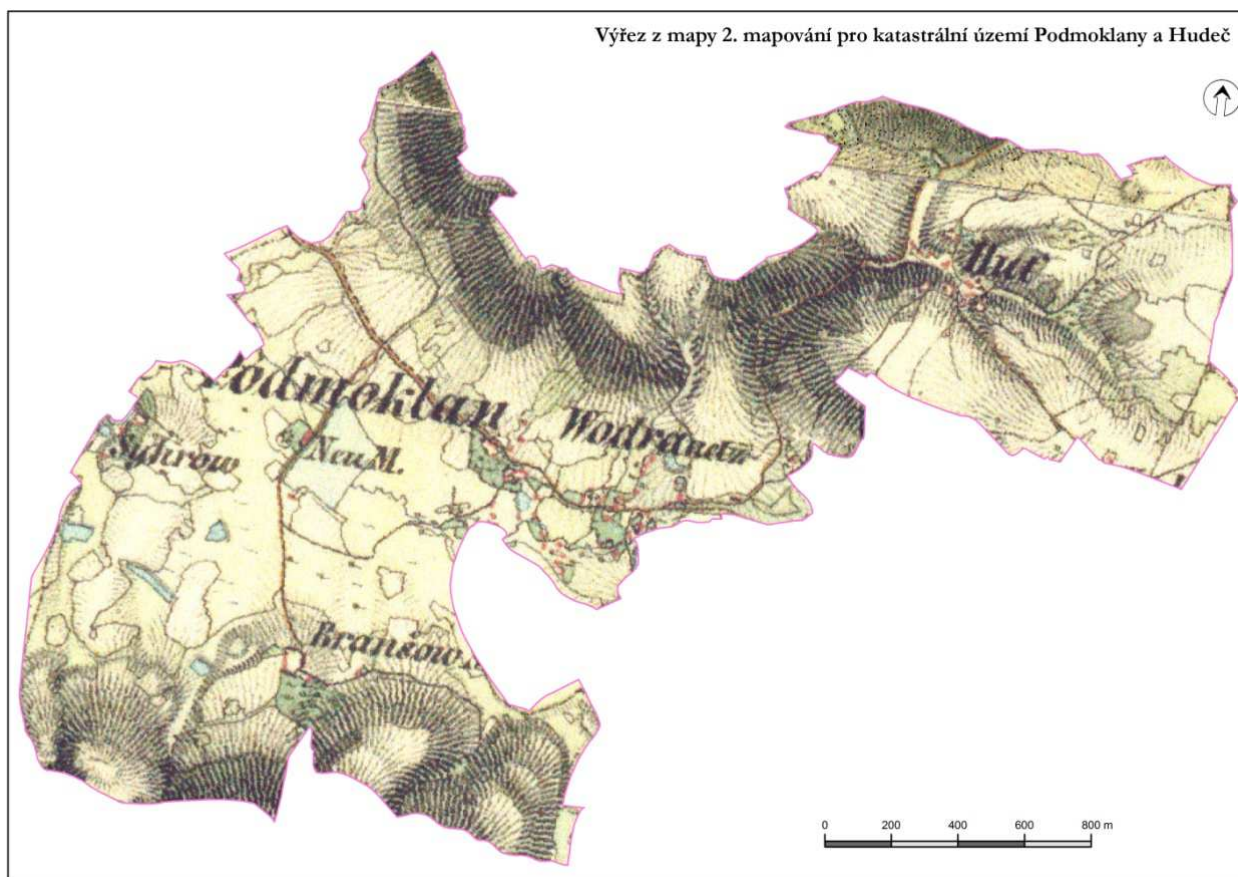 Výřez z mapy 2. mapování pro katastrální území Podmoklany a Hudeč
Huť
Podmoklan
Wodranetz
Sykrow
Neu M.
Branšow
0 200 400 600 800 m